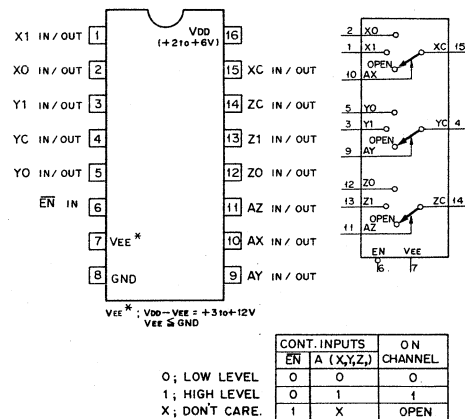 X1 IN/OUT 1
X0 IN/OUT 2
Y1 IN/OUT 3
YC IN/OUT 4
Y0 IN/OUT 5
EN IN 6
7 VEE*
8 GND
VDD 16
(+2 to +6V)
15 XC IN/OUT
14 ZC IN/OUT
13 Z1 IN/OUT
12 Z0 IN/OUT
11 AZ IN/OUT
10 AX IN/OUT
9 AY IN/OUT
VEE*; VDD-VEE = +3 to +12V
VEE ≦ GND
2 X0
1 X1 XC 15
OPEN
10 AX
5 Y0
3 Y1 YC 4
OPEN
9 AY
12 Z0
13 Z1 ZC 14
OPEN
11 AZ
EN VEE
6 7
CONT. INPUTS ON
EN A (X,Y,Z,) CHANNEL
0; LOW LEVEL 0 0 0
1; HIGH LEVEL 0 1 1
X; DON'T CARE. 1 X OPEN